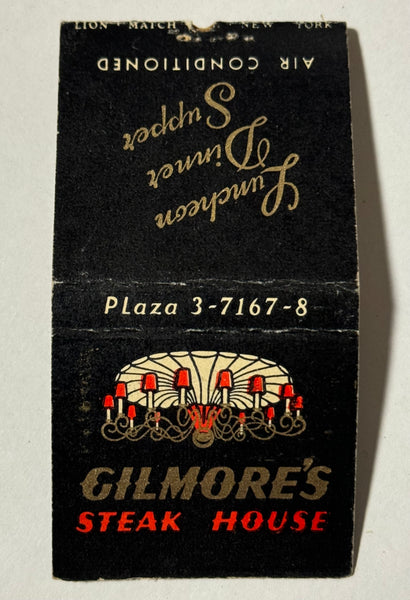 LION MATCH NEW YORK
AIR CONDITIONED
Luncheon
Dinner
Supper
Plaza 3-7167-8
GILMORE'S
STEAK HOUSE